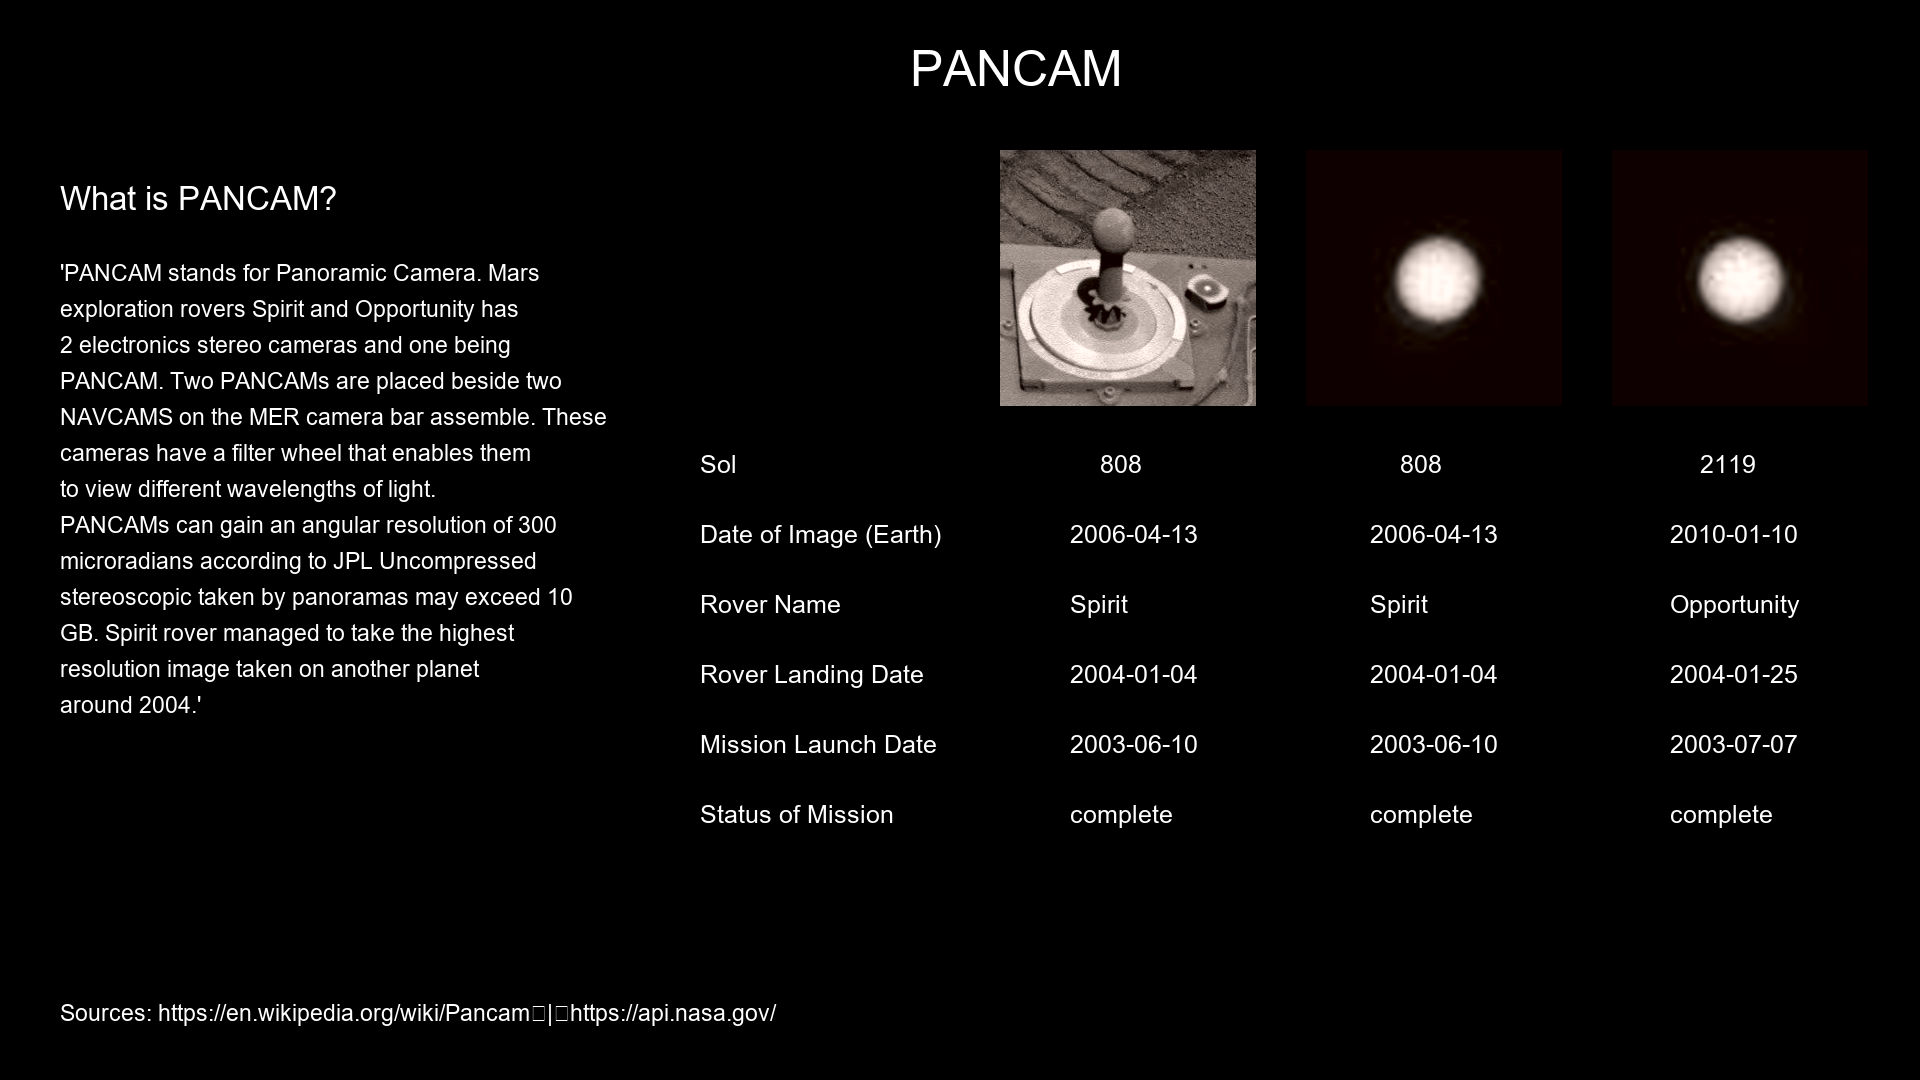 PANCAM
What is PANCAM?
'PANCAM stands for Panoramic Camera. Mars
exploration rovers Spirit and Opportunity has
2 electronics stereo cameras and one being
PANCAM. Two PANCAMs are placed beside two
NAVCAMS on the MER camera bar assemble. These
cameras have a filter wheel that enables them
to view different wavelengths of light.
PANCAMs can gain an angular resolution of 300
microradians according to JPL Uncompressed
stereoscopic taken by panoramas may exceed 10
GB. Spirit rover managed to take the highest
resolution image taken on another planet
around 2004.'
Sol 808 808 2119
Date of Image (Earth) 2006-04-13 2006-04-13 2010-01-10
Rover Name Spirit Spirit Opportunity
Rover Landing Date 2004-01-04 2004-01-04 2004-01-25
Mission Launch Date 2003-06-10 2003-06-10 2003-07-07
Status of Mission complete complete complete
Sources: https://en.wikipedia.org/wiki/Pancam□|□https://api.nasa.gov/